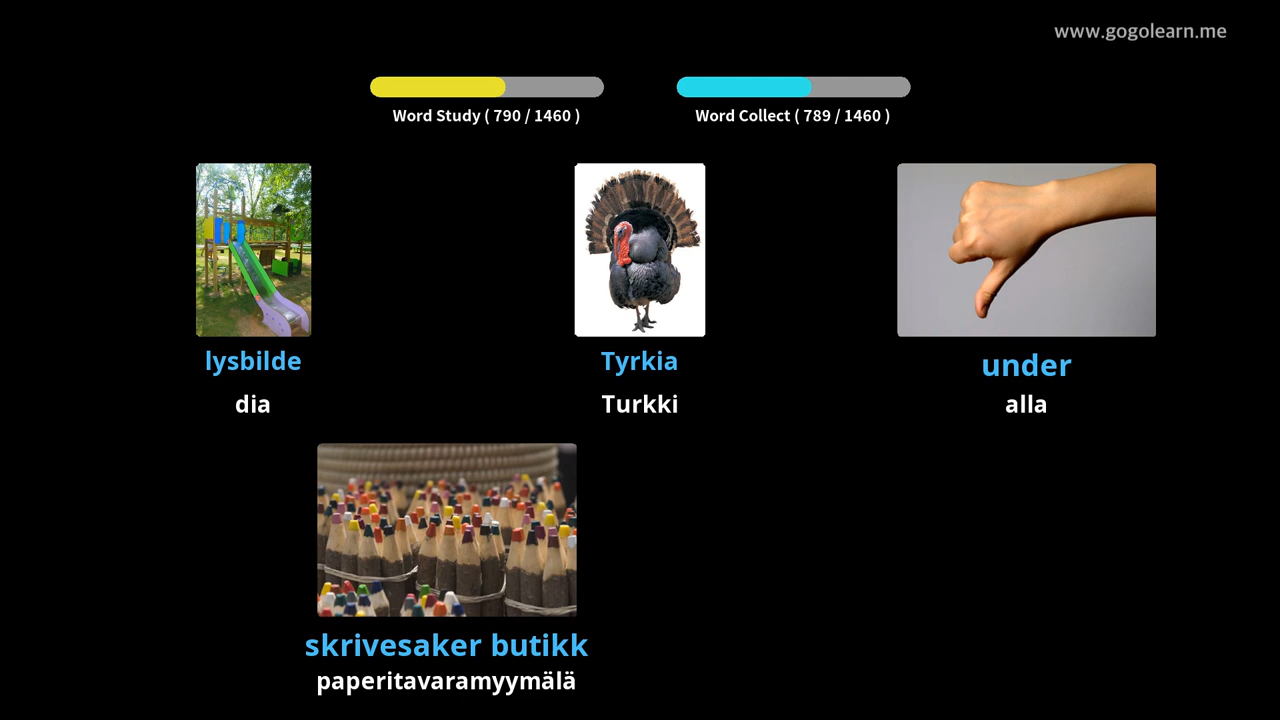 www.gogolearn.me
Word Study ( 790 / 1460 )
Word Collect ( 789 / 1460 )
lysbilde
dia
Tyrkia
Turkki
under
alla
skrivesaker butikk
paperitavaramyymälä